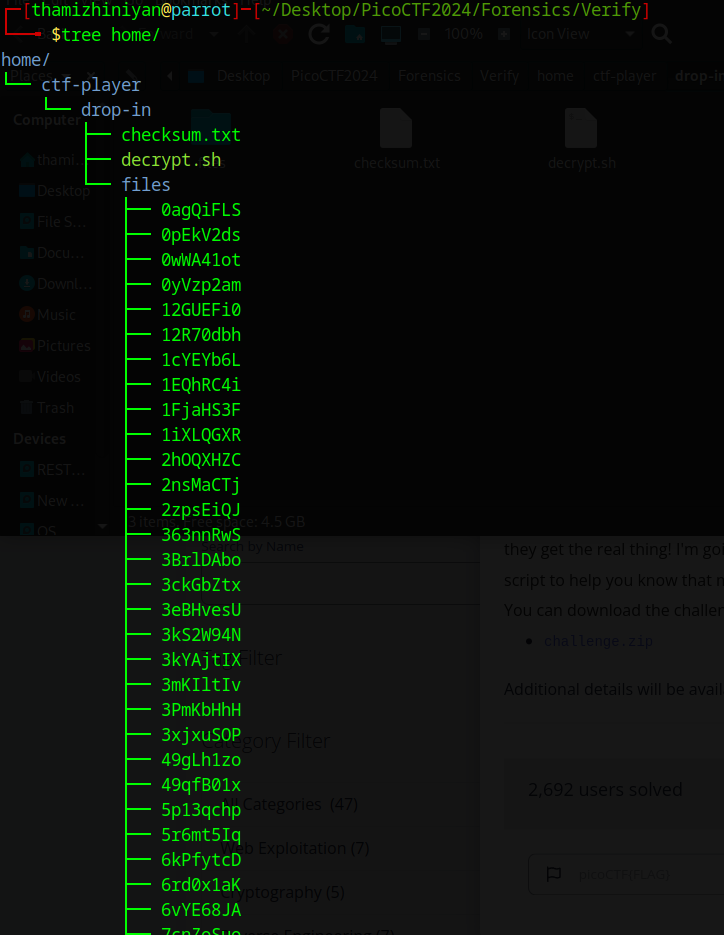 ┌─[thamizhiniyan@parrot]─[~/Desktop/PicoCTF2024/Forensics/Verify]
└──╼ $tree home/
home/
└── ctf-player
    └── drop-in
        ├── checksum.txt
        ├── decrypt.sh
        └── files
            ├── 0agQiFLS
            ├── 0pEkV2ds
            ├── 0wWA41ot
            ├── 0yVzp2am
            ├── 12GUEFi0
            ├── 12R70dbh
            ├── 1cYEYb6L
            ├── 1EQhRC4i
            ├── 1FjaHS3F
            ├── 1iXLQGXR
            ├── 2hOQXHZC
            ├── 2nsMaCTj
            ├── 2zpsEiQJ
            ├── 363nnRwS
            ├── 3BrlDAbo
            ├── 3ckGbZtx
            ├── 3eBHvesU
            ├── 3kS2W94N
            ├── 3kYAjtIX
            ├── 3mKIltIv
            ├── 3PmKbHhH
            ├── 3xjxuSOP
            ├── 49gLh1zo
            ├── 49qfB01x
            ├── 5p13qchp
            ├── 5r6mt5Iq
            ├── 6kPfytcD
            ├── 6rd0x1aK
            ├── 6vYE68JA
100% Icon View
Places
Desktop PicoCTF2024 Forensics Verify home ctf-player drop-in
Computer
thami...
Desktop
File S...
Docu...
Downl...
Music
Pictures
Videos
Trash
Devices
REST...
New ...
OS
checksum.txt
decrypt.sh
3 items, Free space: 4.5 GB
Search by Name
Filter
Category Filter
All Categories (47)
Web Exploitation (7)
Cryptography (5)
they get the real thing! I'm goi
script to help you know that m
You can download the challen
challenge.zip
Additional details will be avail
2,692 users solved
picoCTF{FLAG}